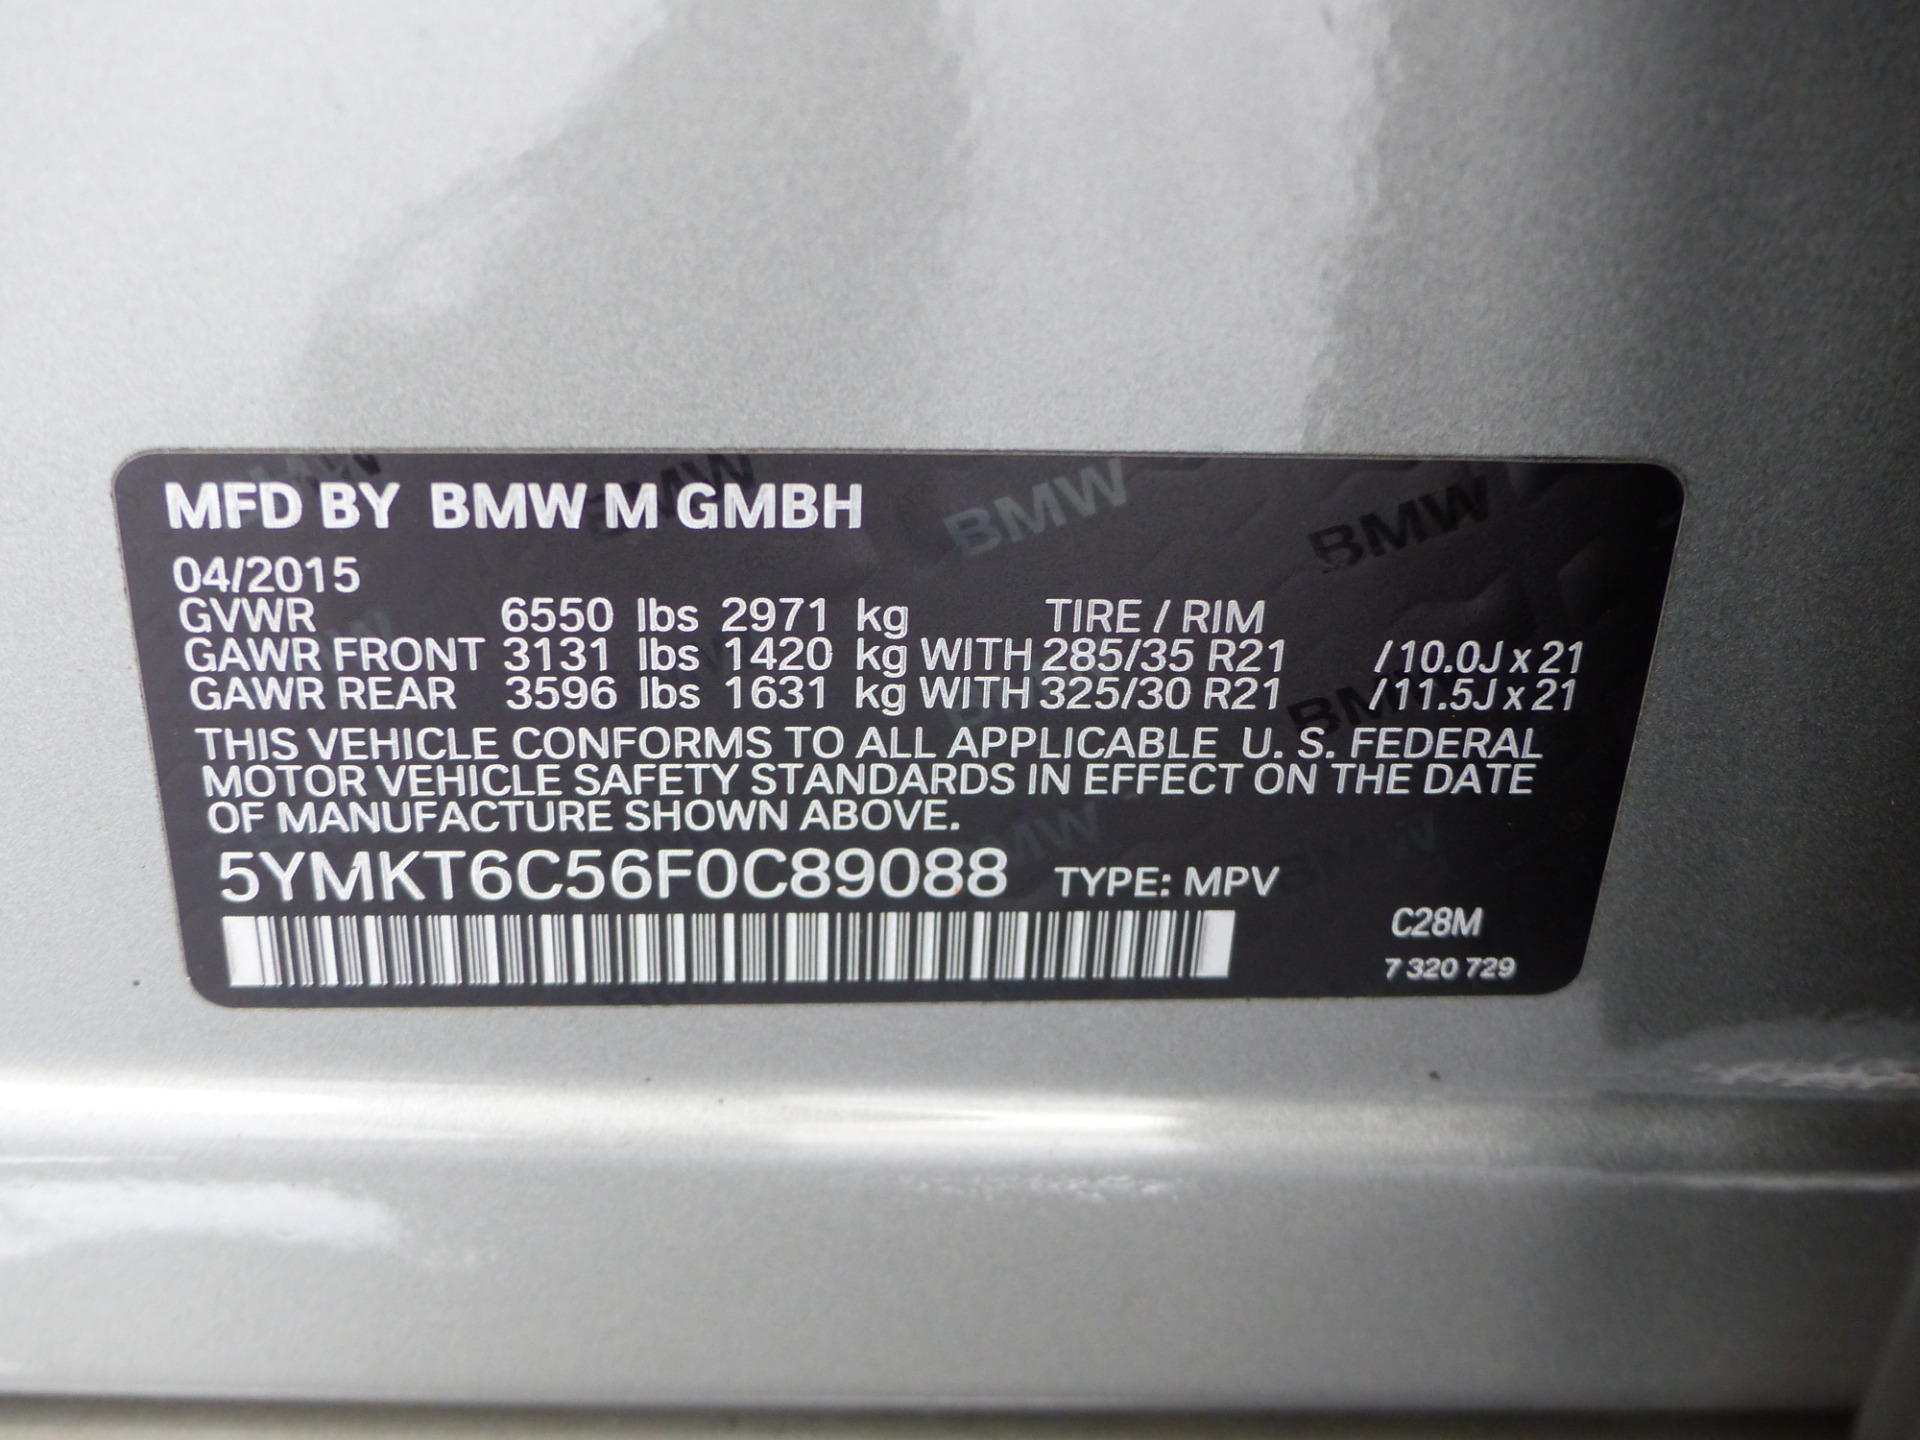 MFD BY BMW M GMBH
04/2015
GVWR 6550 lbs 2971 kg TIRE / RIM
GAWR FRONT 3131 lbs 1420 kg WITH 285/35 R21 /10.0J x 21
GAWR REAR 3596 lbs 1631 kg WITH 325/30 R21 /11.5J x 21
THIS VEHICLE CONFORMS TO ALL APPLICABLE U. S. FEDERAL
MOTOR VEHICLE SAFETY STANDARDS IN EFFECT ON THE DATE
OF MANUFACTURE SHOWN ABOVE.
5YMKT6C56F0C89088 TYPE: MPV
C28M
7 320 729